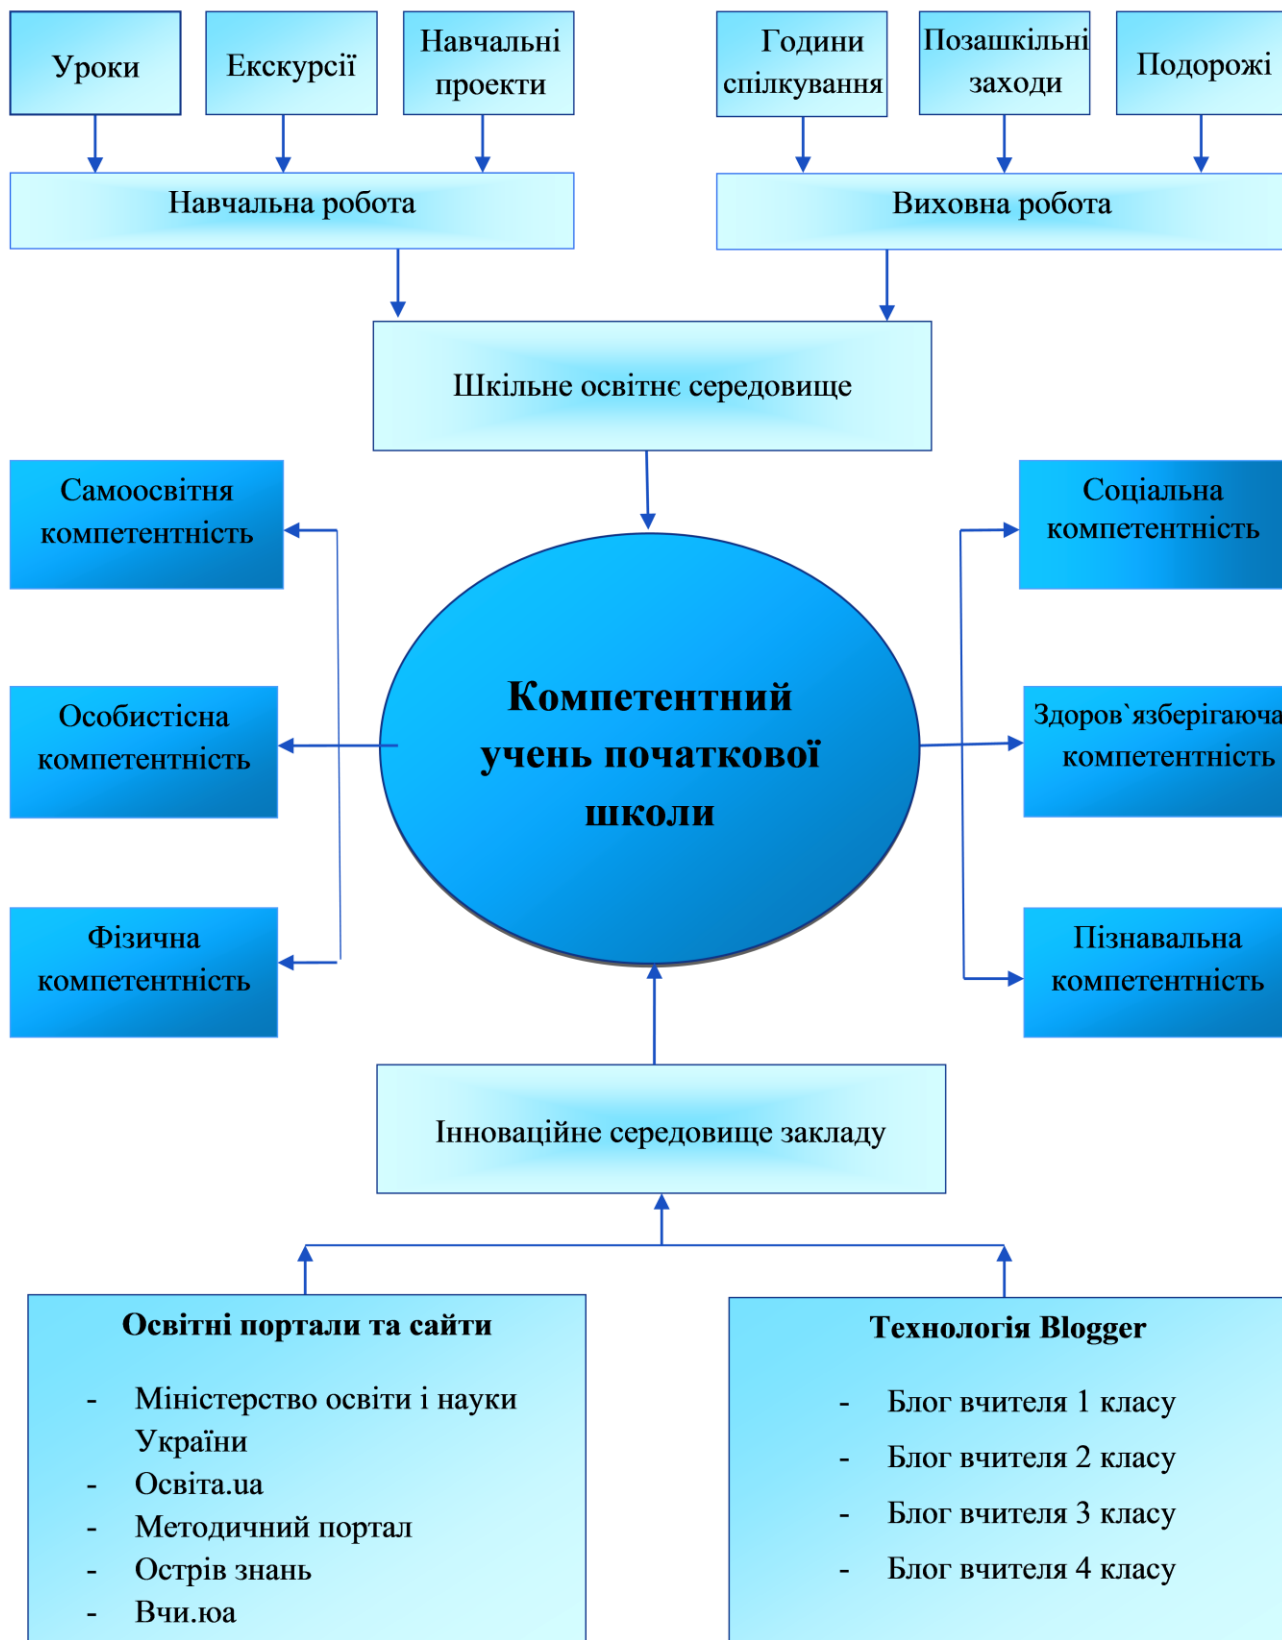 Уроки
Екскурсії
Навчальні
проекти
Години
спілкування
Позашкільні
заходи
Подорожі
Навчальна робота
Виховна робота
Шкільне освітнє середовище
Самоосвітня
компетентність
Соціальна
компетентність
Компетентний
учень початкової
школи
Особистісна
компетентність
Здоров`язберігаюча
компетентність
Фізична
компетентність
Пізнавальна
компетентність
Інноваційне середовище закладу
Освітні портали та сайти
- Міністерство освіти і науки
України
- Освіта.ua
- Методичний портал
- Острів знань
- Вчи.юа
Технологія Blogger
- Блог вчителя 1 класу
- Блог вчителя 2 класу
- Блог вчителя 3 класу
- Блог вчителя 4 класу